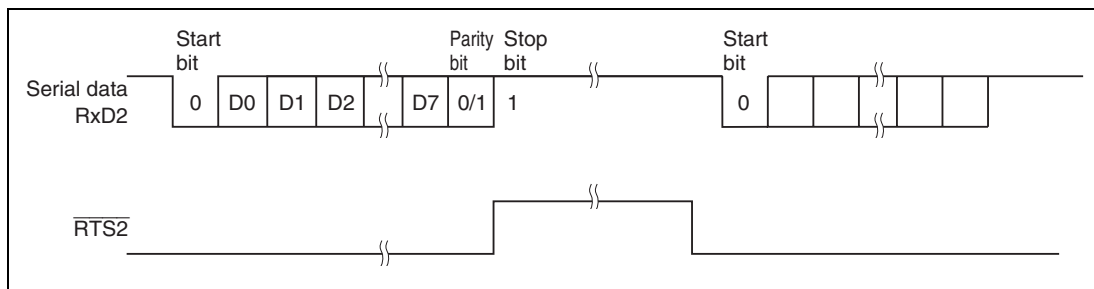 Start bit
Parity bit
Stop bit
Start bit
Serial data RxD2
0 D0 D1 D2 D7 0/1 1 0
RTS2